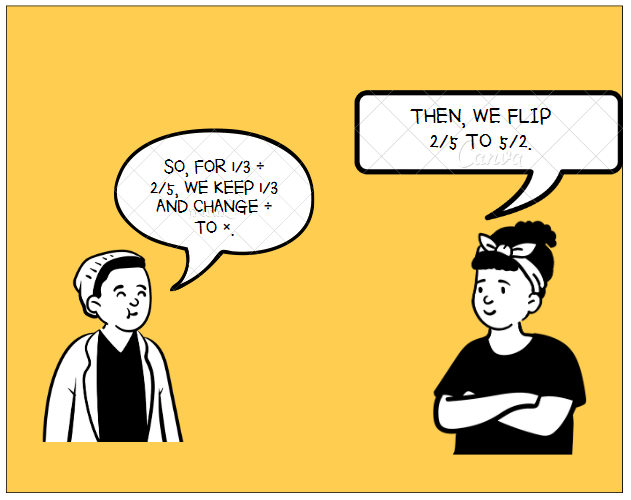 SO, FOR 1/3 ÷
2/5, WE KEEP 1/3
AND CHANGE ÷
TO ×.
THEN, WE FLIP
2/5 TO 5/2.
Canva